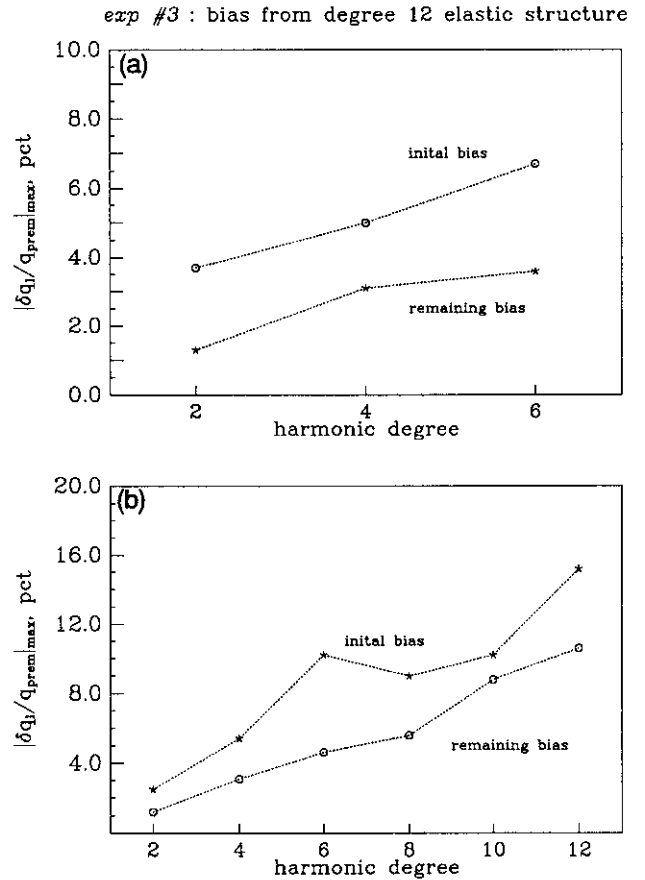 exp #3 : bias from degree 12 elastic structure
(a)
10.0
8.0
6.0
4.0
2.0
0.0
|δq_li/q_prem|_max, pct
inital bias
remaining bias
2 4 6
harmonic degree
(b)
20.0
16.0
12.0
8.0
4.0
|δq_li/q_prem|_max, pct
inital bias
remaining bias
2 4 6 8 10 12
harmonic degree